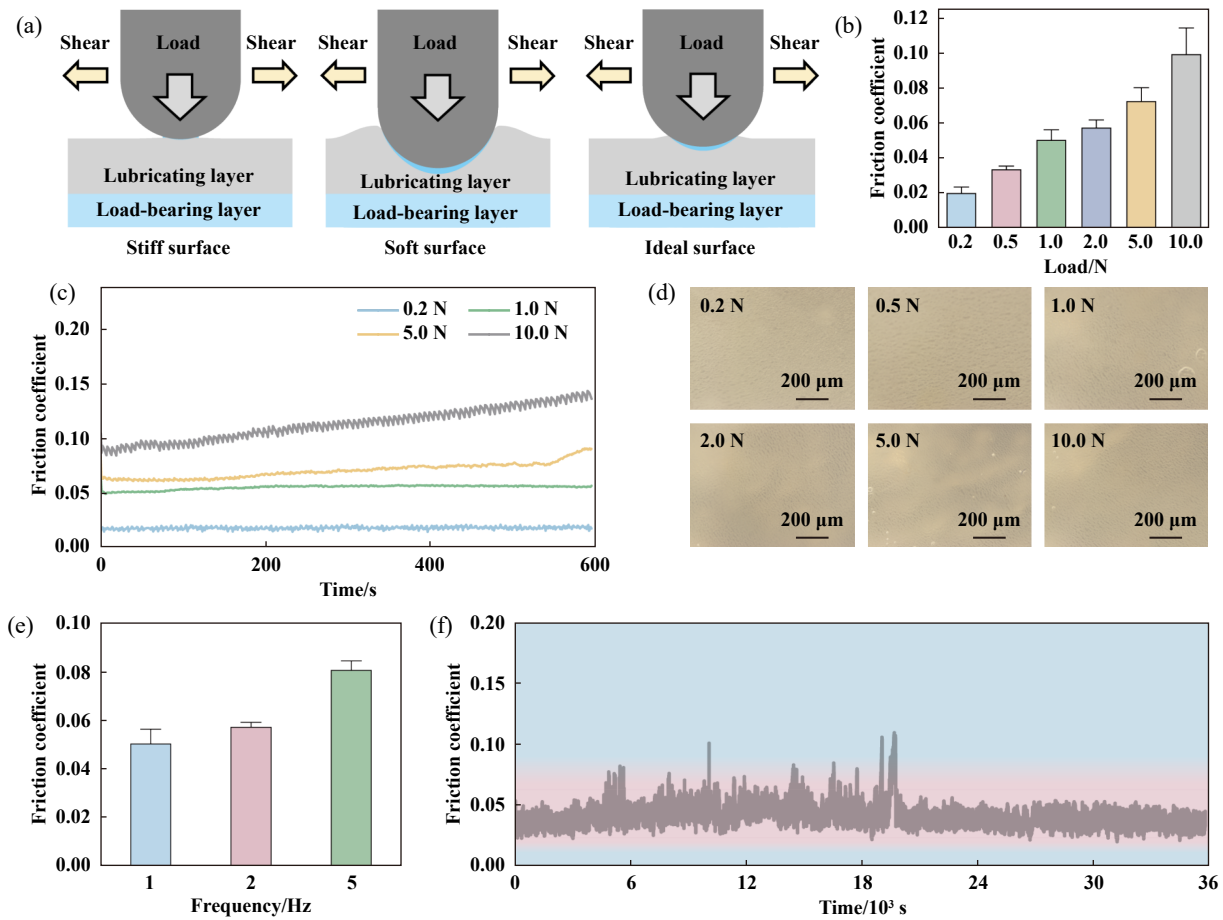 (a)
Shear Load Shear
Lubricating layer
Load-bearing layer
Stiff surface
Shear Load Shear
Lubricating layer
Load-bearing layer
Soft surface
Shear Load Shear
Lubricating layer
Load-bearing layer
Ideal surface
(b)
Friction coefficient
0.12
0.10
0.08
0.06
0.04
0.02
0.00
0.2 0.5 1.0 2.0 5.0 10.0
Load/N
(c)
Friction coefficient
0.20
0.15
0.10
0.05
0.00
0.2 N 1.0 N
5.0 N 10.0 N
0 200 400 600
Time/s
(d)
0.2 N
200 μm
0.5 N
200 μm
1.0 N
200 μm
2.0 N
200 μm
5.0 N
200 μm
10.0 N
200 μm
(e)
Friction coefficient
0.10
0.08
0.06
0.04
0.02
0.00
1 2 5
Frequency/Hz
(f)
Friction coefficient
0.20
0.15
0.10
0.05
0.00
0 6 12 18 24 30 36
Time/10³ s